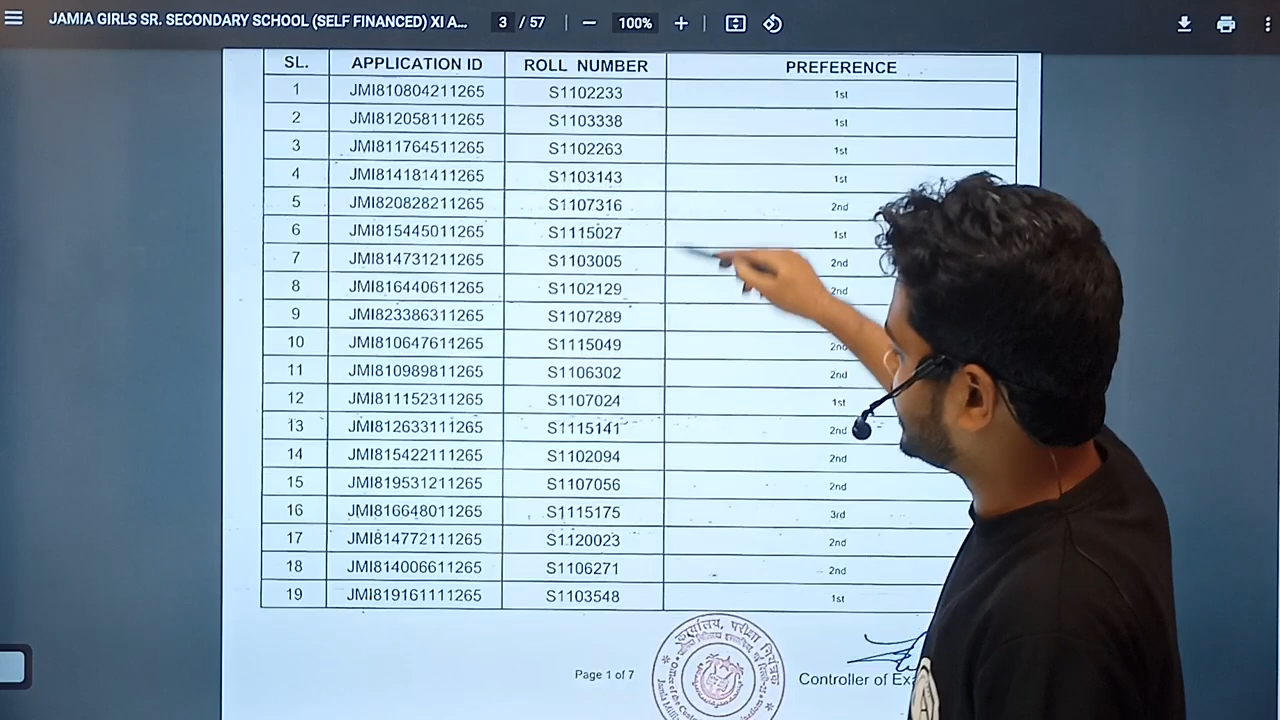 JAMIA GIRLS SR. SECONDARY SCHOOL (SELF FINANCED) XI A... 3 / 57 100%
SL. APPLICATION ID ROLL NUMBER PREFERENCE
1 JMI810804211265 S1102233 1st
2 JMI812058111265 S1103338 1st
3 JMI811764511265 S1102263 1st
4 JMI814181411265 S1103143 1st
5 JMI820828211265 S1107316 2nd
6 JMI815445011265 S1115027 1st
7 JMI814731211265 S1103005 2nd
8 JMI816440611265 S1102129 2nd
9 JMI823386311265 S1107289
10 JMI810647611265 S1115049 2nd
11 JMI810989811265 S1106302 2nd
12 JMI811152311265 S1107024 1st
13 JMI812633111265 S1115141 2nd
14 JMI815422111265 S1102094 2nd
15 JMI819531211265 S1107056 2nd
16 JMI816648011265 S1115175 3rd
17 JMI814772111265 S1120023 2nd
18 JMI814006611265 S1106271 2nd
19 JMI819161111265 S1103548 1st
कार्यालय, परीक्षा नियंत्रक
Page 1 of 7
Controller of Exa